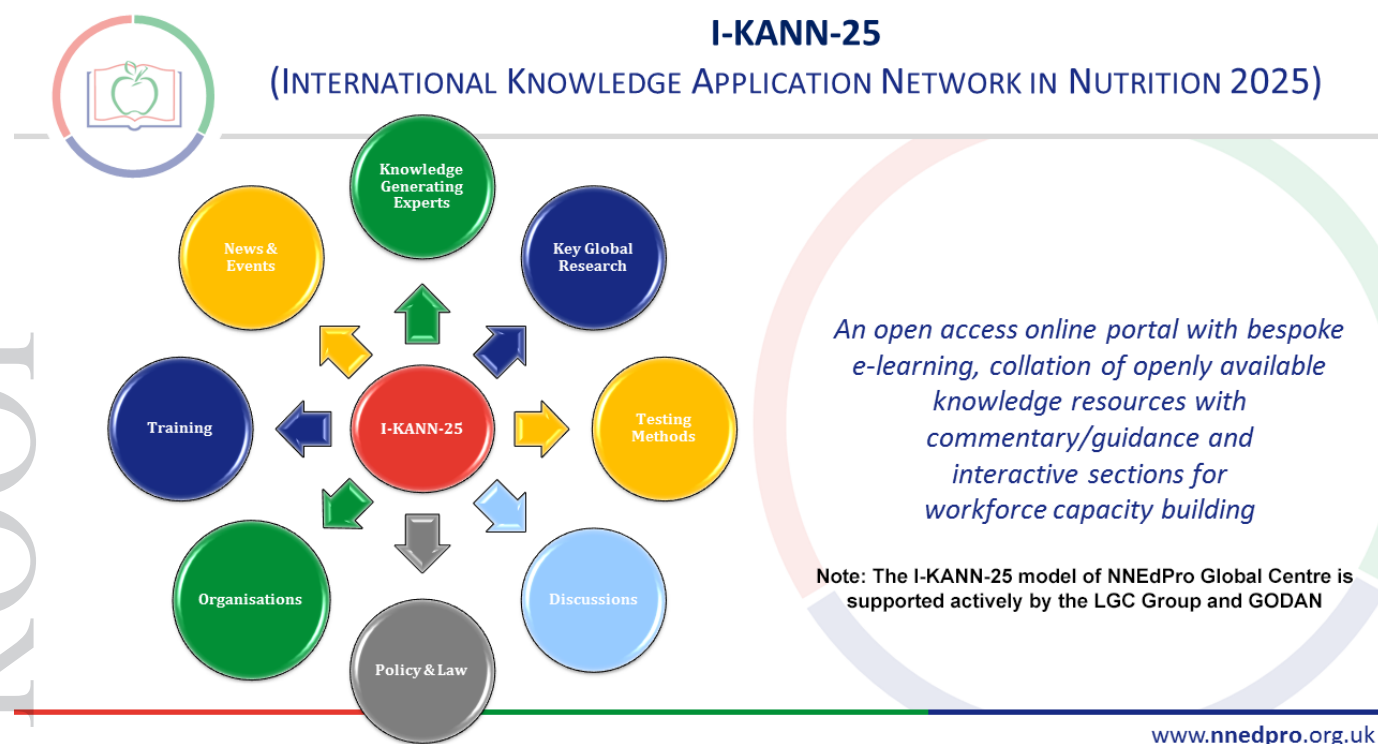 I-KANN-25
(INTERNATIONAL KNOWLEDGE APPLICATION NETWORK IN NUTRITION 2025)
Knowledge
Generating
Experts
Key Global
Research
Testing
Methods
Discussions
Policy & Law
Organisations
Training
News &
Events
I-KANN-25
An open access online portal with bespoke
e-learning, collation of openly available
knowledge resources with
commentary/guidance and
interactive sections for
workforce capacity building
Note: The I-KANN-25 model of NNEdPro Global Centre is
supported actively by the LGC Group and GODAN
www.nnedpro.org.uk